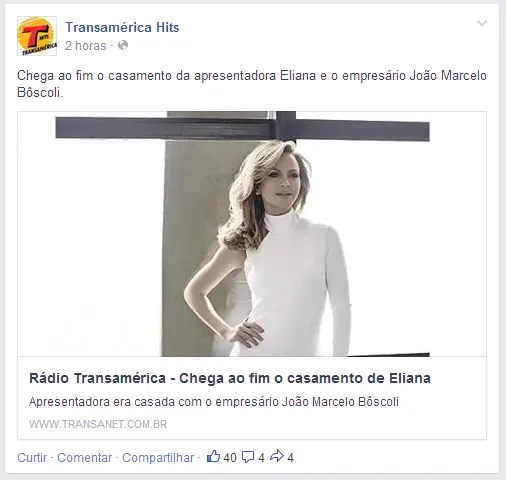 T
HITS
TRANSAMÉRICA
Transamérica Hits
2 horas ·
Chega ao fim o casamento da apresentadora Eliana e o empresário João Marcelo
Bôscoli.
Rádio Transamérica - Chega ao fim o casamento de Eliana
Apresentadora era casada com o empresário João Marcelo Bôscoli
WWW.TRANSANET.COM.BR
Curtir · Comentar · Compartilhar · 40 4 4